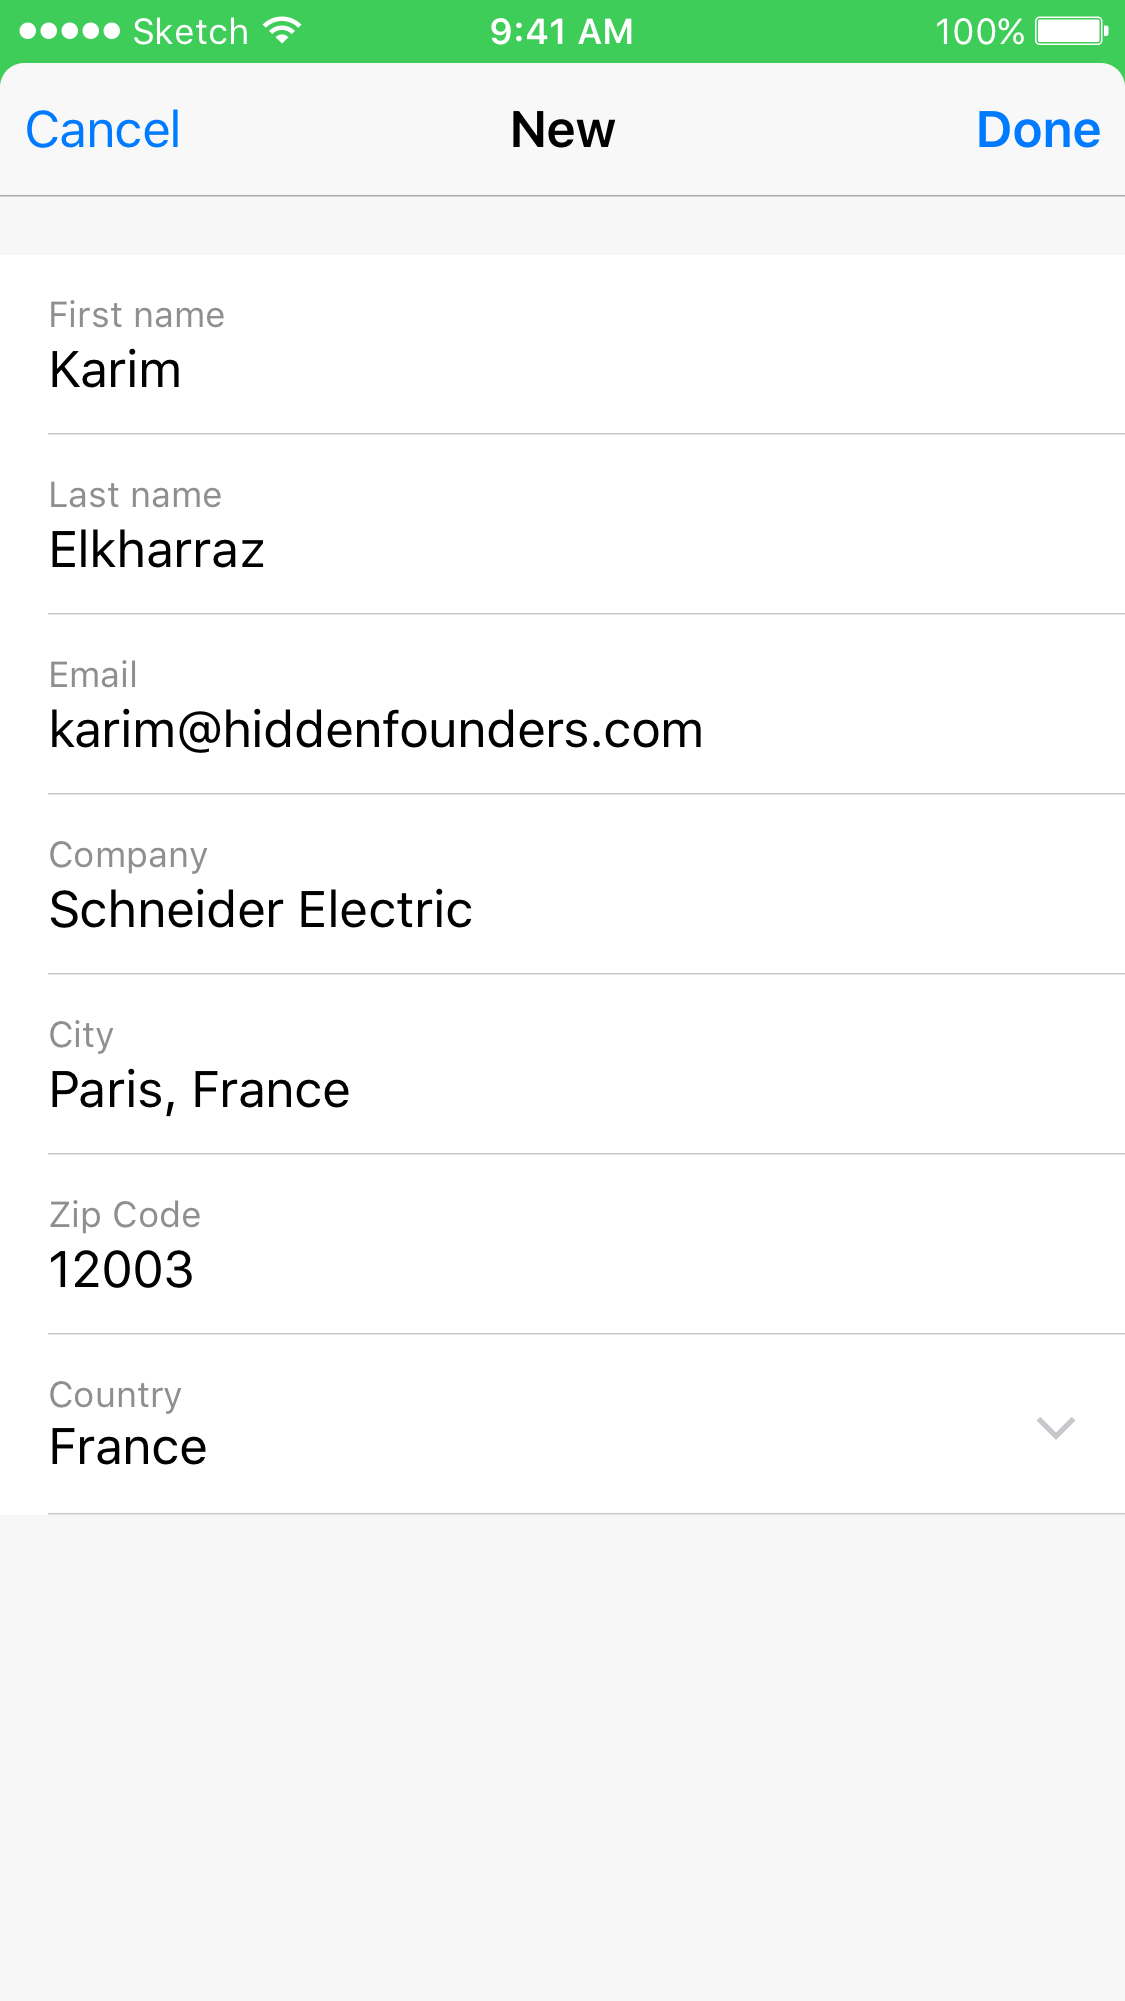 Sketch 9:41 AM 100%
Cancel New Done
First name
Karim
Last name
Elkharraz
Email
karim@hiddenfounders.com
Company
Schneider Electric
City
Paris, France
Zip Code
12003
Country
France